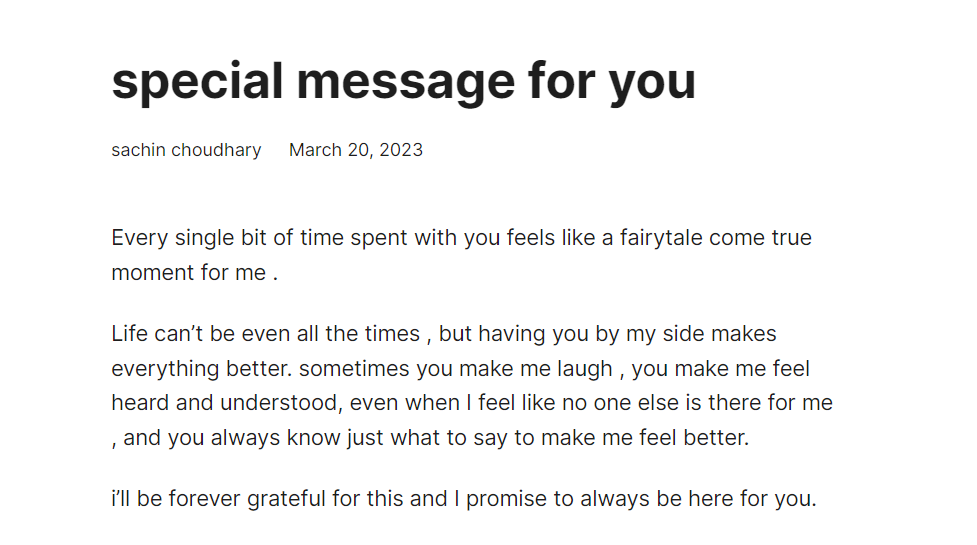 special message for you
sachin choudhary March 20, 2023
Every single bit of time spent with you feels like a fairytale come true
moment for me .
Life can’t be even all the times , but having you by my side makes
everything better. sometimes you make me laugh , you make me feel
heard and understood, even when I feel like no one else is there for me
, and you always know just what to say to make me feel better.
i’ll be forever grateful for this and I promise to always be here for you.